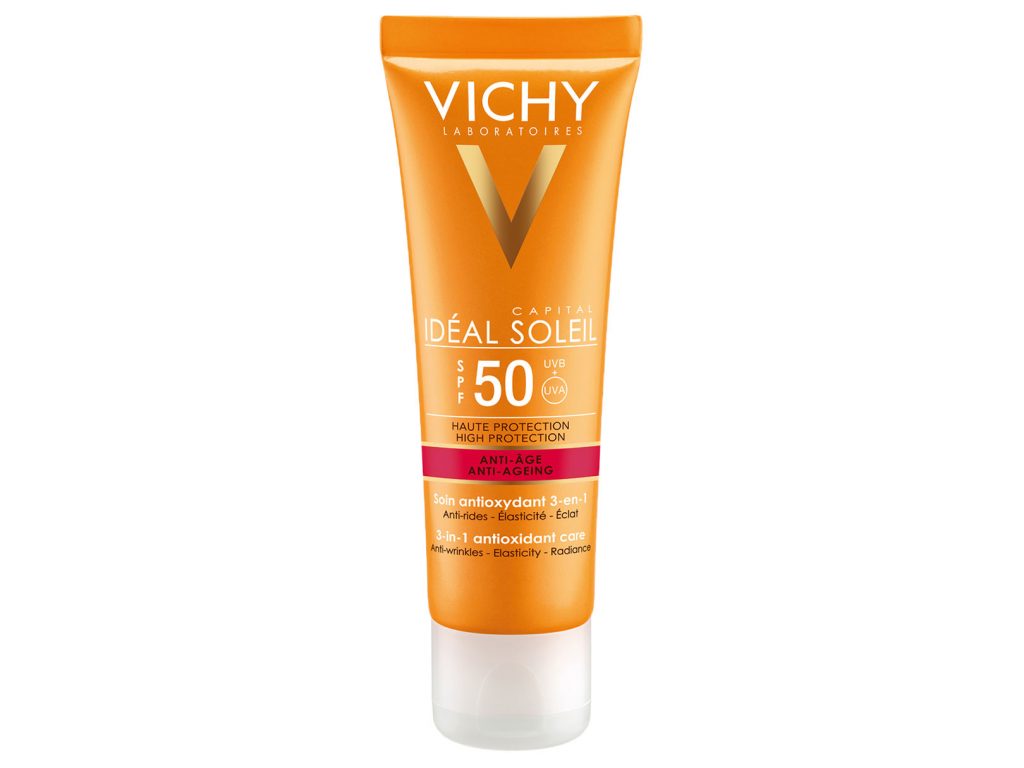 VICHY
LABORATOIRES
V
CAPITAL
IDÉAL SOLEIL
SPF 50 UVB + UVA
HAUTE PROTECTION
HIGH PROTECTION
ANTI-ÂGE
ANTI-AGEING
Soin antioxydant 3-en-1
Anti-rides - Élasticité - Éclat
3-in-1 antioxidant care
Anti-wrinkles - Elasticity - Radiance